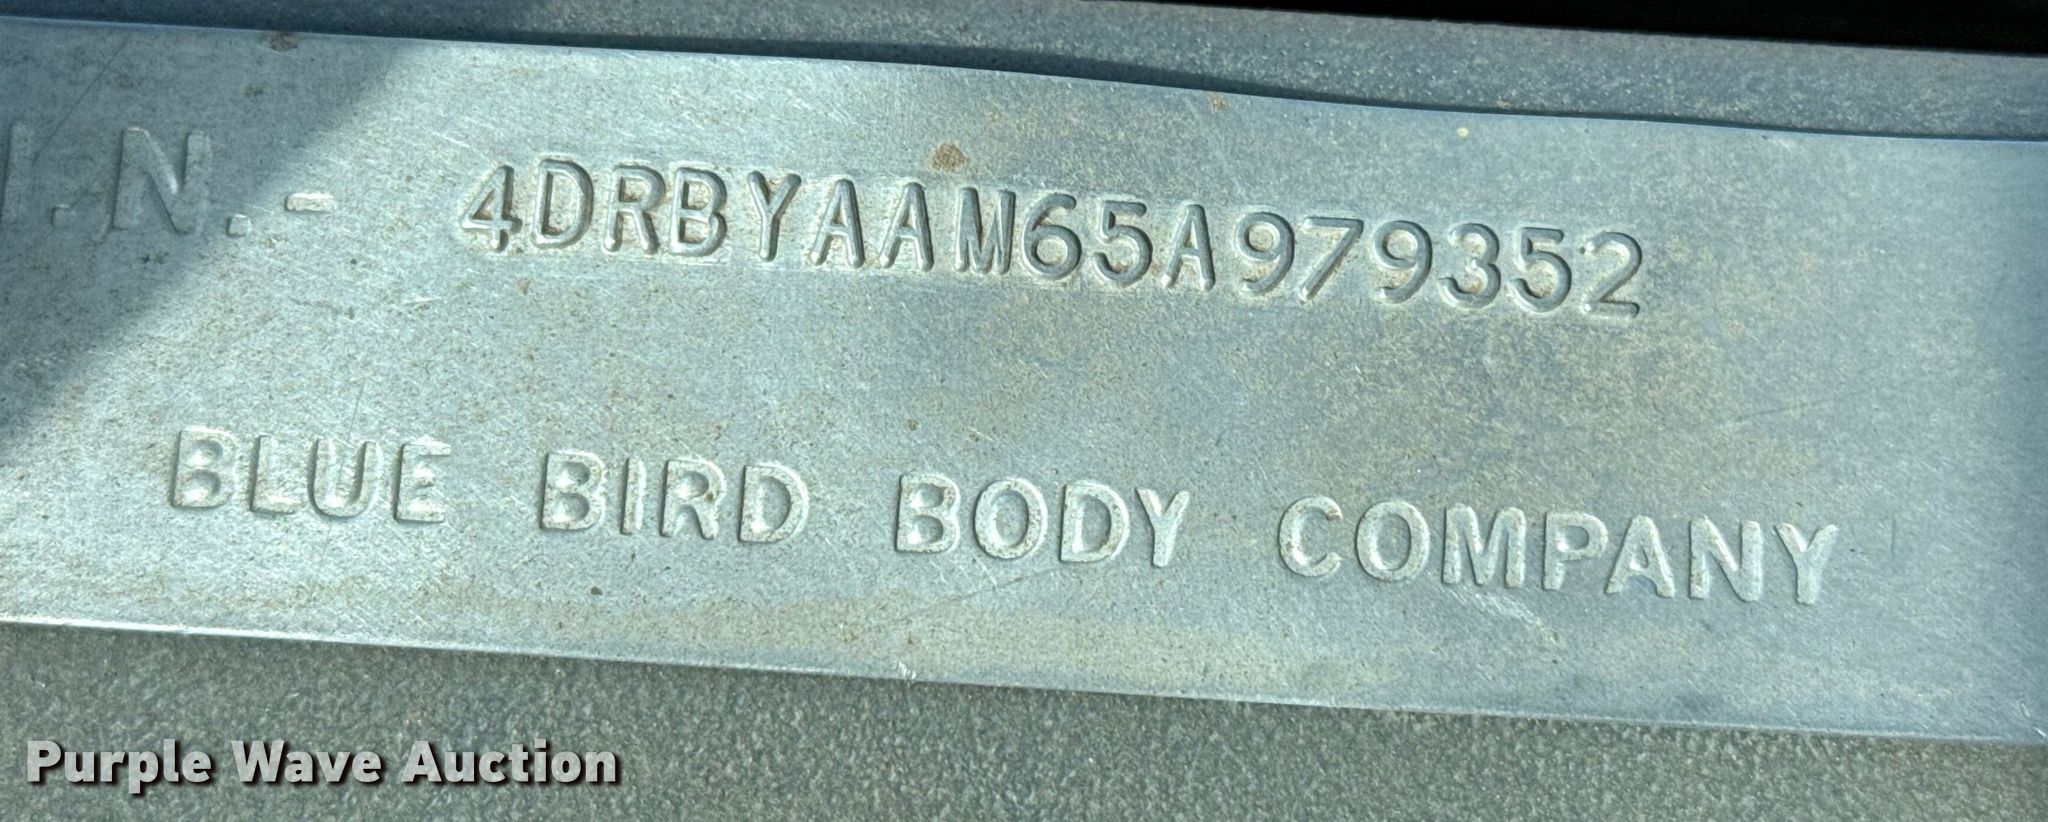 I.N.- 4DRBYAAM65A979352
BLUE BIRD BODY COMPANY
Purple Wave Auction